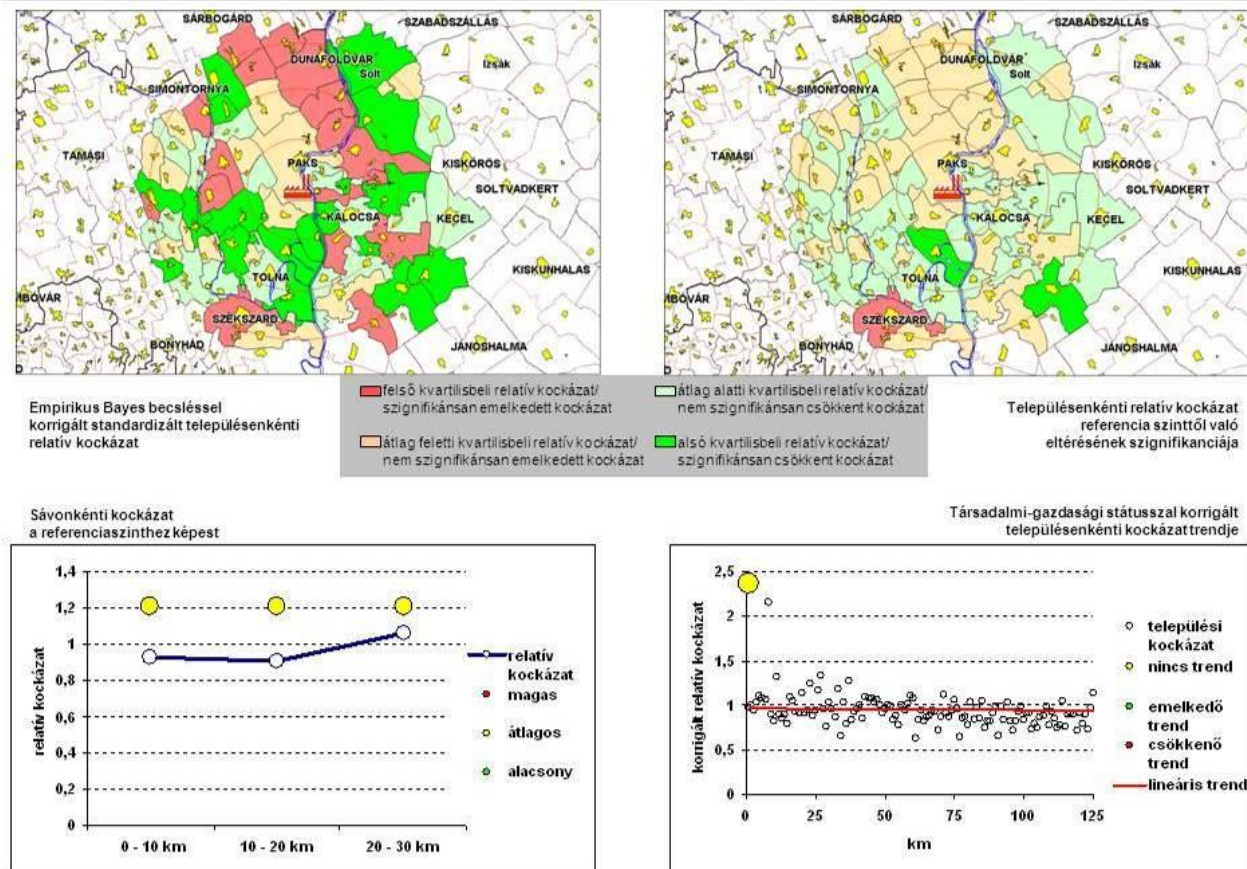 SÁRBOGÁRD
SZABADSZÁLLÁS
DUNAFÖLDVÁR
Solt
Izsák
SIMONTORNYA
TAMÁSI
PAKS
KISKÖRÖS
SOLTVADKERT
KALOCSA
KECEL
TOLNA
KISKUNHALAS
MBÓVÁR
SZEKSZÁRD
BONYHÁD
JÁNOSHALMA
SÁRBOGÁRD
SZABADSZÁLLÁS
DUNAFÖLDVÁR
Solt
Izsák
SIMONTORNYA
TAMÁSI
PAKS
KISKÖRÖS
SOLTVADKERT
KALOCSA
KECEL
TOLNA
KISKUNHALAS
MBÓVÁR
SZEKSZÁRD
BONYHÁD
JÁNOSHALMA
Empirikus Bayes becsléssel
korrigált standardizált településenkénti
relatív kockázat
felső kvartilisbeli relatív kockázat/
szignifikánsan emelkedett kockázat
átlag feletti kvartilisbeli relatív kockázat/
nem szignifikánsan emelkedett kockázat
átlag alatti kvartilisbeli relatív kockázat/
nem szignifikánsan csökkent kockázat
alsó kvartilisbeli relatív kockázat/
szignifikánsan csökkent kockázat
Településenkénti relatív kockázat
referencia szinttől való
eltérésének szignifikanciája
Sávonkénti kockázat
a referenciaszinthez képest
relatív kockázat
1,4
1,2
1
0,8
0,6
0,4
0,2
0
0 - 10 km
10 - 20 km
20 - 30 km
relatív
kockázat
magas
átlagos
alacsony
Társadalmi-gazdasági státusszal korrigált
településenkénti kockázat trendje
korrigált relatív kockázat
2,5
2
1,5
1
0,5
0
0
25
50
75
100
125
km
települési
kockázat
nincs trend
emelkedő
trend
csökkenő
trend
lineáris trend